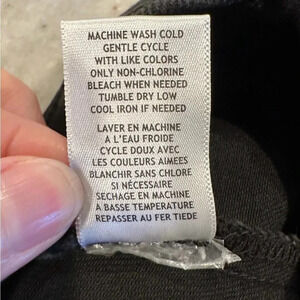 MACHINE WASH COLD
GENTLE CYCLE
WITH LIKE COLORS
ONLY NON-CHLORINE
BLEACH WHEN NEEDED
TUMBLE DRY LOW
COOL IRON IF NEEDED
LAVER EN MACHINE
A L'EAU FROIDE
CYCLE DOUX AVEC
LES COULEURS AIMEES
BLANCHIR SANS CHLORE
SI NÉCESSAIRE
SECHAGE EN MACHINE
A BASSE TEMPERATURE
REPASSER AU FER TIEDE